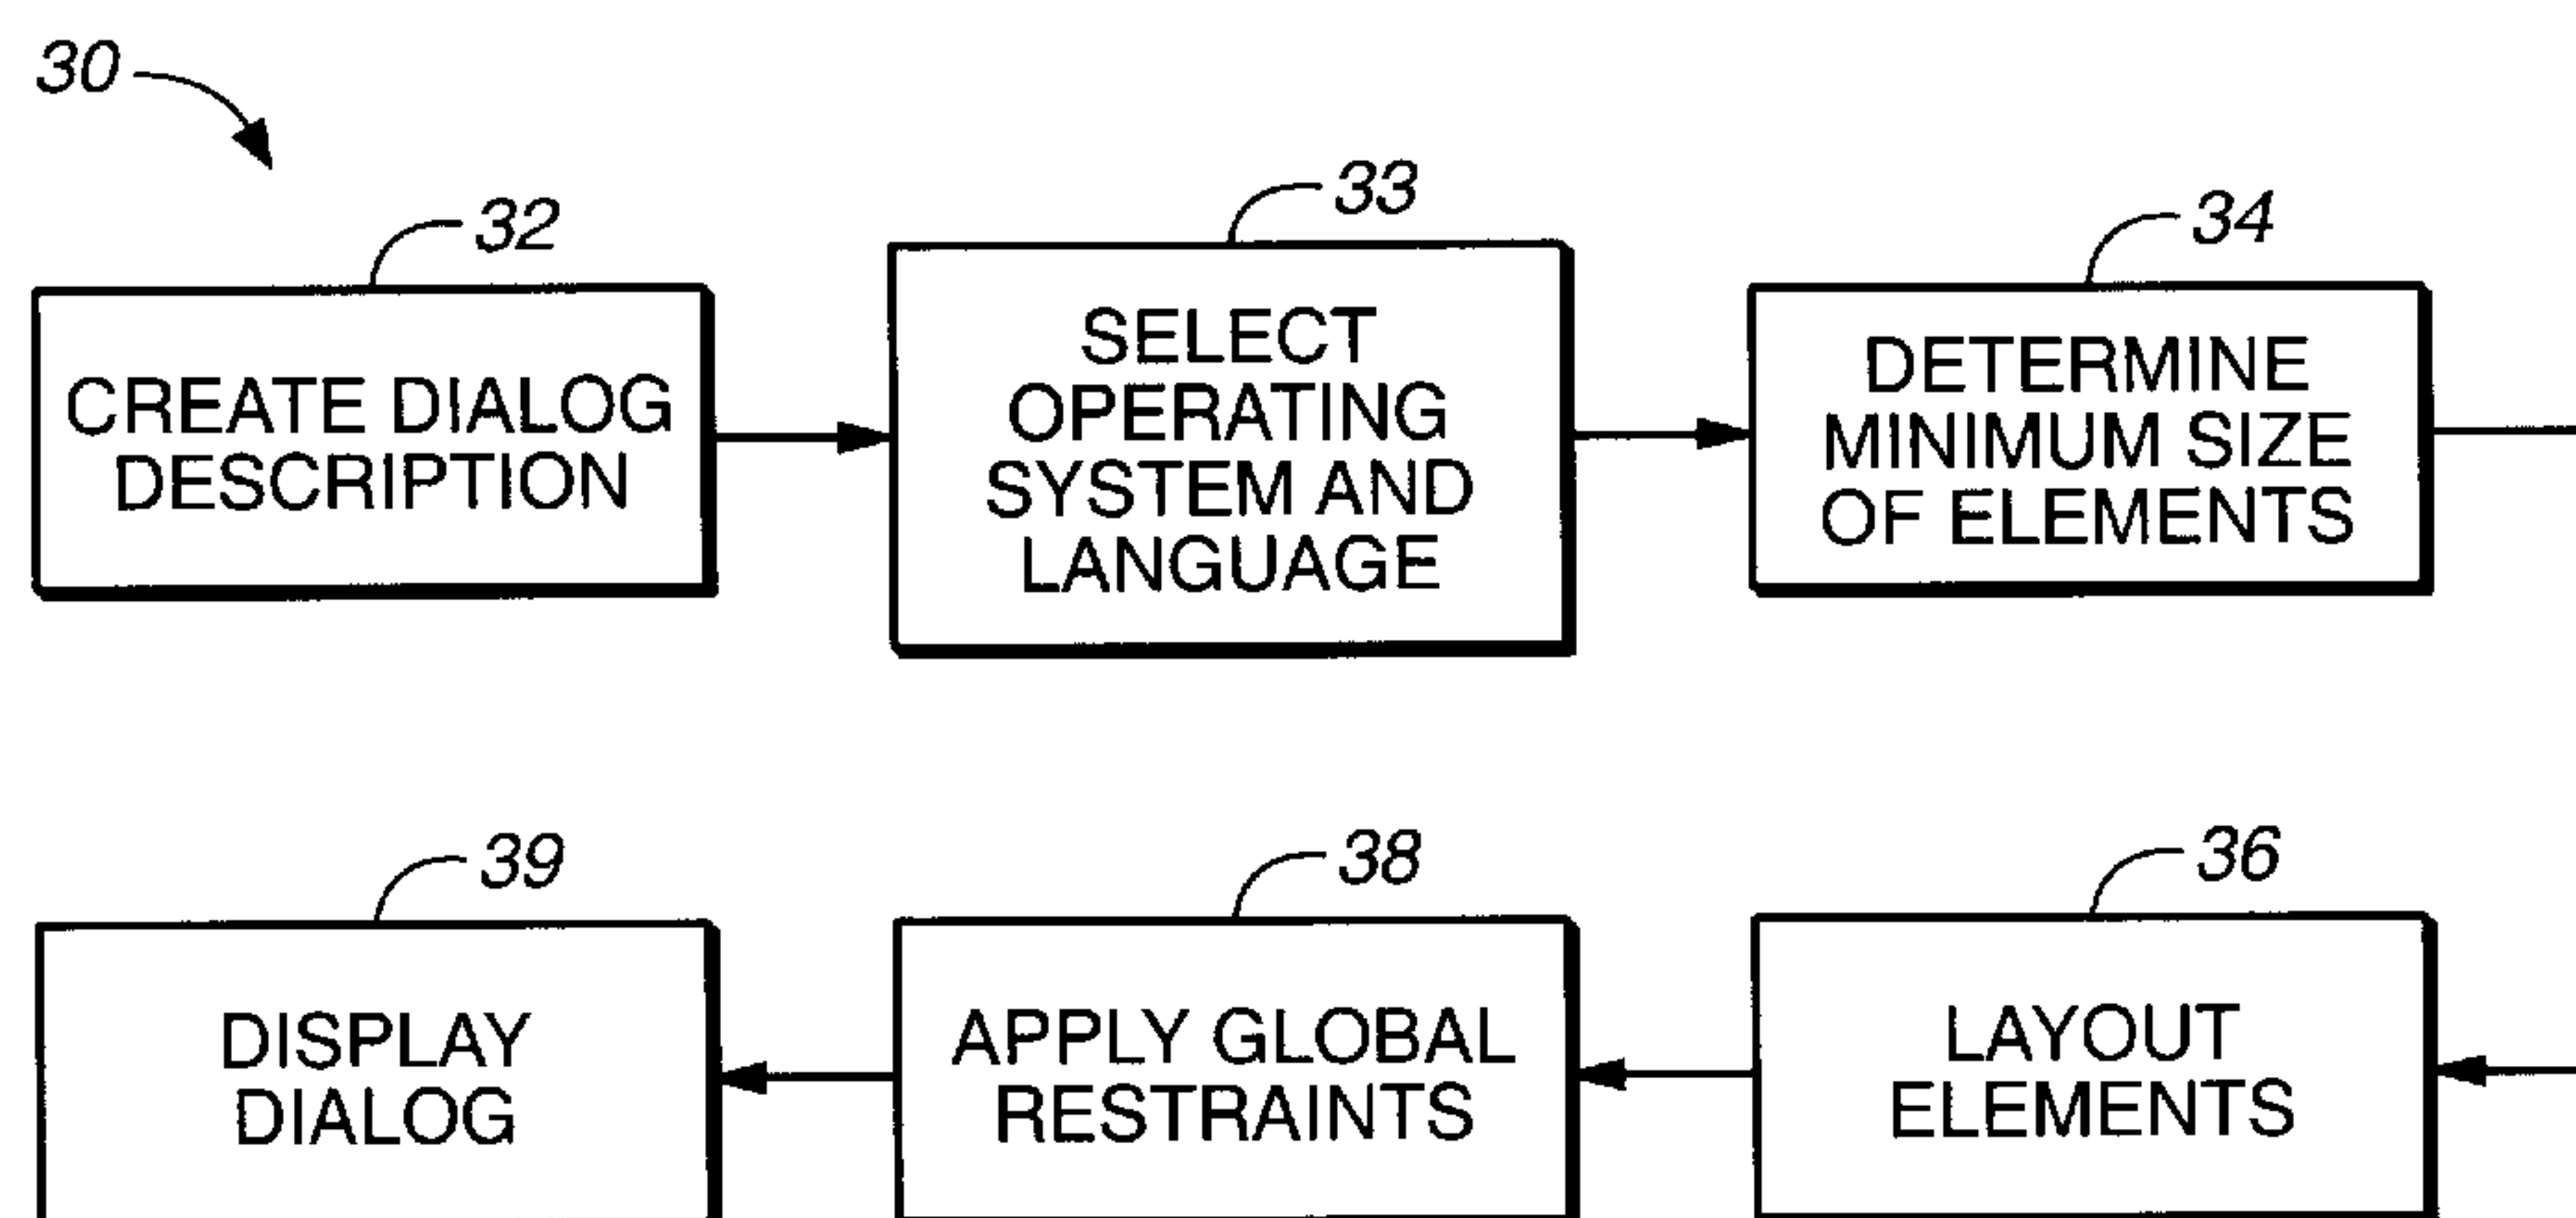 30
32
CREATE DIALOG
DESCRIPTION
33
SELECT
OPERATING
SYSTEM AND
LANGUAGE
34
DETERMINE
MINIMUM SIZE
OF ELEMENTS
39
DISPLAY
DIALOG
38
APPLY GLOBAL
RESTRAINTS
36
LAYOUT
ELEMENTS